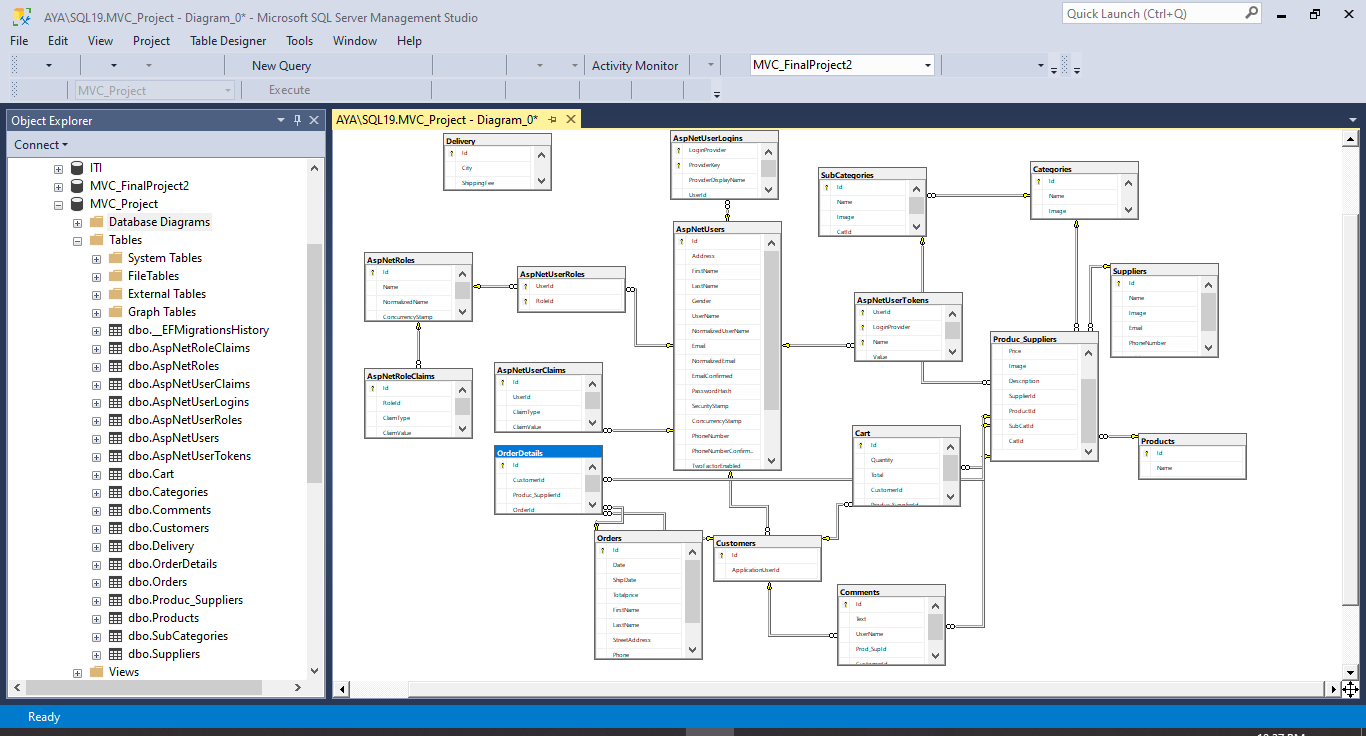 AYA\SQL19.MVC_Project - Diagram_0* - Microsoft SQL Server Management Studio
Quick Launch (Ctrl+Q)
File Edit View Project Table Designer Tools Window Help
New Query
Activity Monitor
MVC_FinalProject2
MVC_Project
Execute
Object Explorer
Connect
ITI
MVC_FinalProject2
MVC_Project
Database Diagrams
Tables
System Tables
FileTables
External Tables
Graph Tables
dbo.__EFMigrationsHistory
dbo.AspNetRoleClaims
dbo.AspNetRoles
dbo.AspNetUserClaims
dbo.AspNetUserLogins
dbo.AspNetUserRoles
dbo.AspNetUsers
dbo.AspNetUserTokens
dbo.Cart
dbo.Categories
dbo.Comments
dbo.Customers
dbo.Delivery
dbo.OrderDetails
dbo.Orders
dbo.Produc_Suppliers
dbo.Products
dbo.SubCategories
dbo.Suppliers
Views
AYA\SQL19.MVC_Project - Diagram_0*
Delivery
Id
City
ShippingFee
AspNetUserLogins
LoginProvider
ProviderKey
ProviderDisplayName
UserId
SubCategories
Id
Name
Image
CatId
Categories
Id
Name
Image
AspNetRoles
Id
Name
NormalizedName
ConcurrencyStamp
AspNetUserRoles
UserId
RoleId
AspNetUsers
Id
Address
FirstName
LastName
Gender
UserName
NormalizedUserName
Email
NormalizedEmail
EmailConfirmed
PasswordHash
SecurityStamp
ConcurrencyStamp
PhoneNumber
PhoneNumberConfirm...
TwoFactorEnabled
AspNetUserTokens
UserId
LoginProvider
Name
Value
Suppliers
Id
Name
Image
Email
PhoneNumber
Produc_Suppliers
Price
Image
Description
SupplierId
ProductId
SubCatId
CatId
AspNetRoleClaims
Id
RoleId
ClaimType
ClaimValue
AspNetUserClaims
Id
UserId
ClaimType
ClaimValue
OrderDetails
Id
CustomerId
Produc_SupplierId
OrderId
Cart
Id
Quantity
Total
CustomerId
Produc_SupplierId
Products
Id
Name
Orders
Id
Date
ShipDate
Totalprice
FirstName
LastName
StreetAddress
Phone
Customers
Id
ApplicationUserId
Comments
Id
Text
UserName
Prod_SupId
CustomerId
Ready